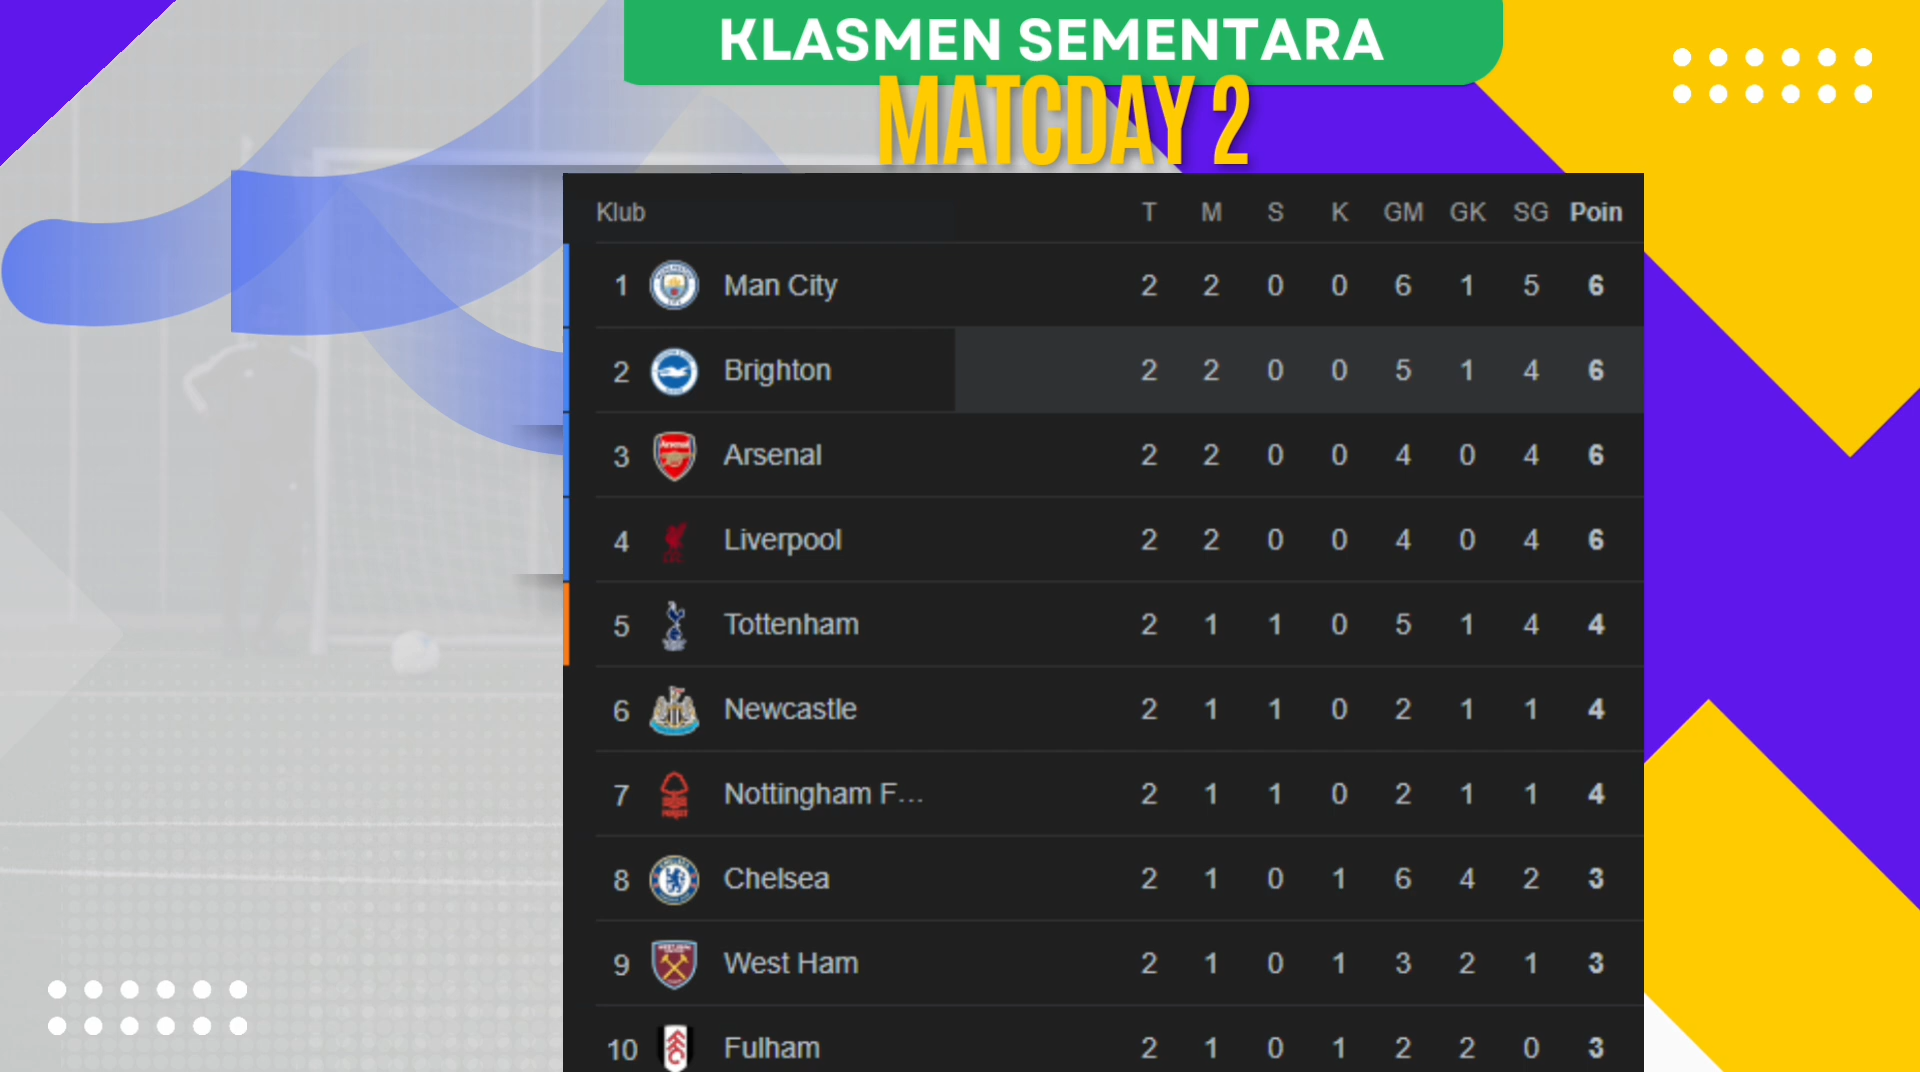 KLASMEN SEMENTARA
MATCDAY 2
Klub T M S K GM GK SG Poin
1 Man City 2 2 0 0 6 1 5 6
2 Brighton 2 2 0 0 5 1 4 6
3 Arsenal 2 2 0 0 4 0 4 6
4 Liverpool 2 2 0 0 4 0 4 6
5 Tottenham 2 1 1 0 5 1 4 4
6 Newcastle 2 1 1 0 2 1 1 4
7 Nottingham F... 2 1 1 0 2 1 1 4
8 Chelsea 2 1 0 1 6 4 2 3
9 West Ham 2 1 0 1 3 2 1 3
10 Fulham 2 1 0 1 2 2 0 3